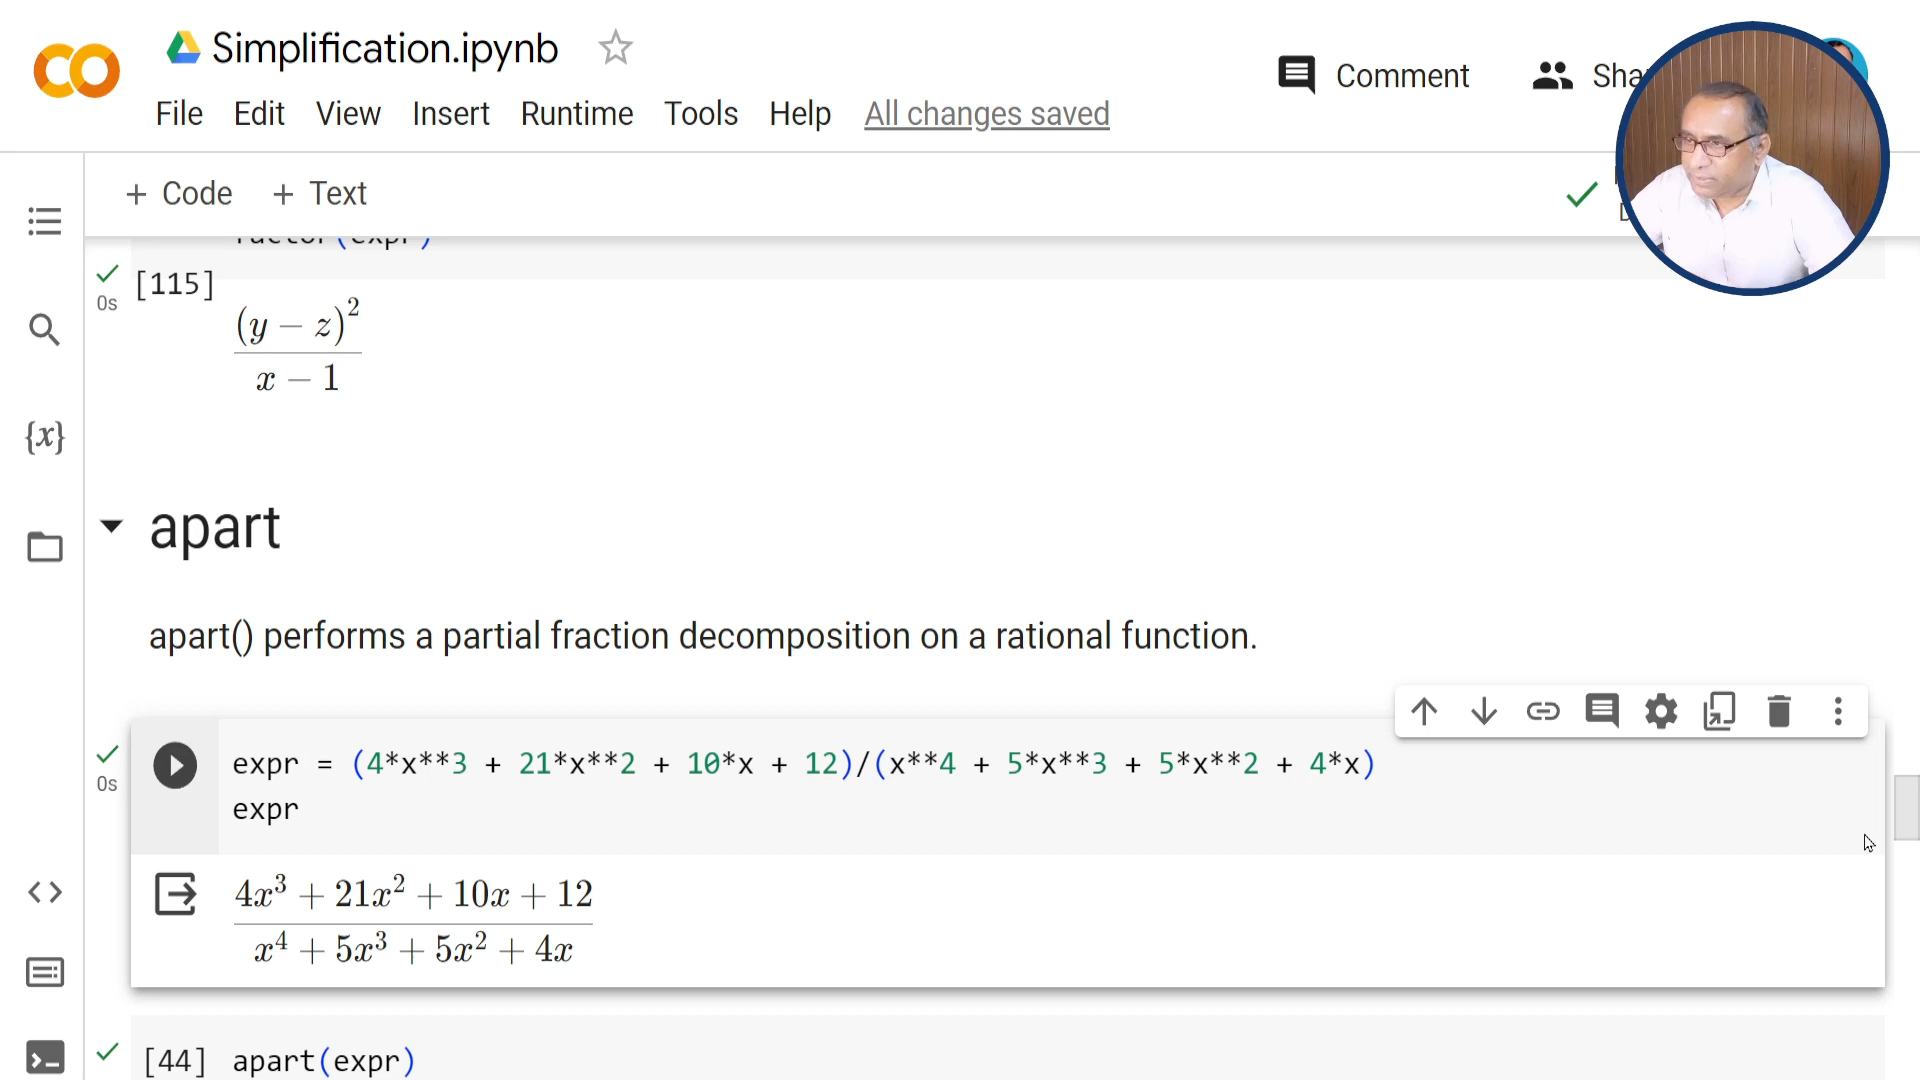 Simplification.ipynb
Comment
File Edit View Insert Runtime Tools Help All changes saved
+ Code + Text
factor(expr)
0s [115]
(y − z)²
x − 1
{x}
apart
apart() performs a partial fraction decomposition on a rational function.
expr = (4*x**3 + 21*x**2 + 10*x + 12)/(x**4 + 5*x**3 + 5*x**2 + 4*x)
0s
expr
4x³ + 21x² + 10x + 12
x⁴ + 5x³ + 5x² + 4x
[44] apart(expr)